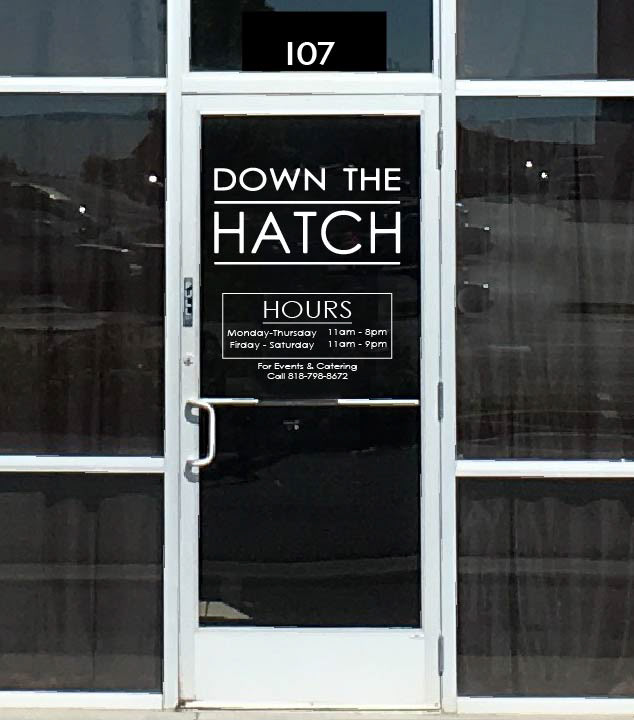 107
DOWN THE
HATCH
HOURS
Monday-Thursday 11am - 8pm
Firday - Saturday 11am - 9pm
For Events & Catering
Call 818-798-8672